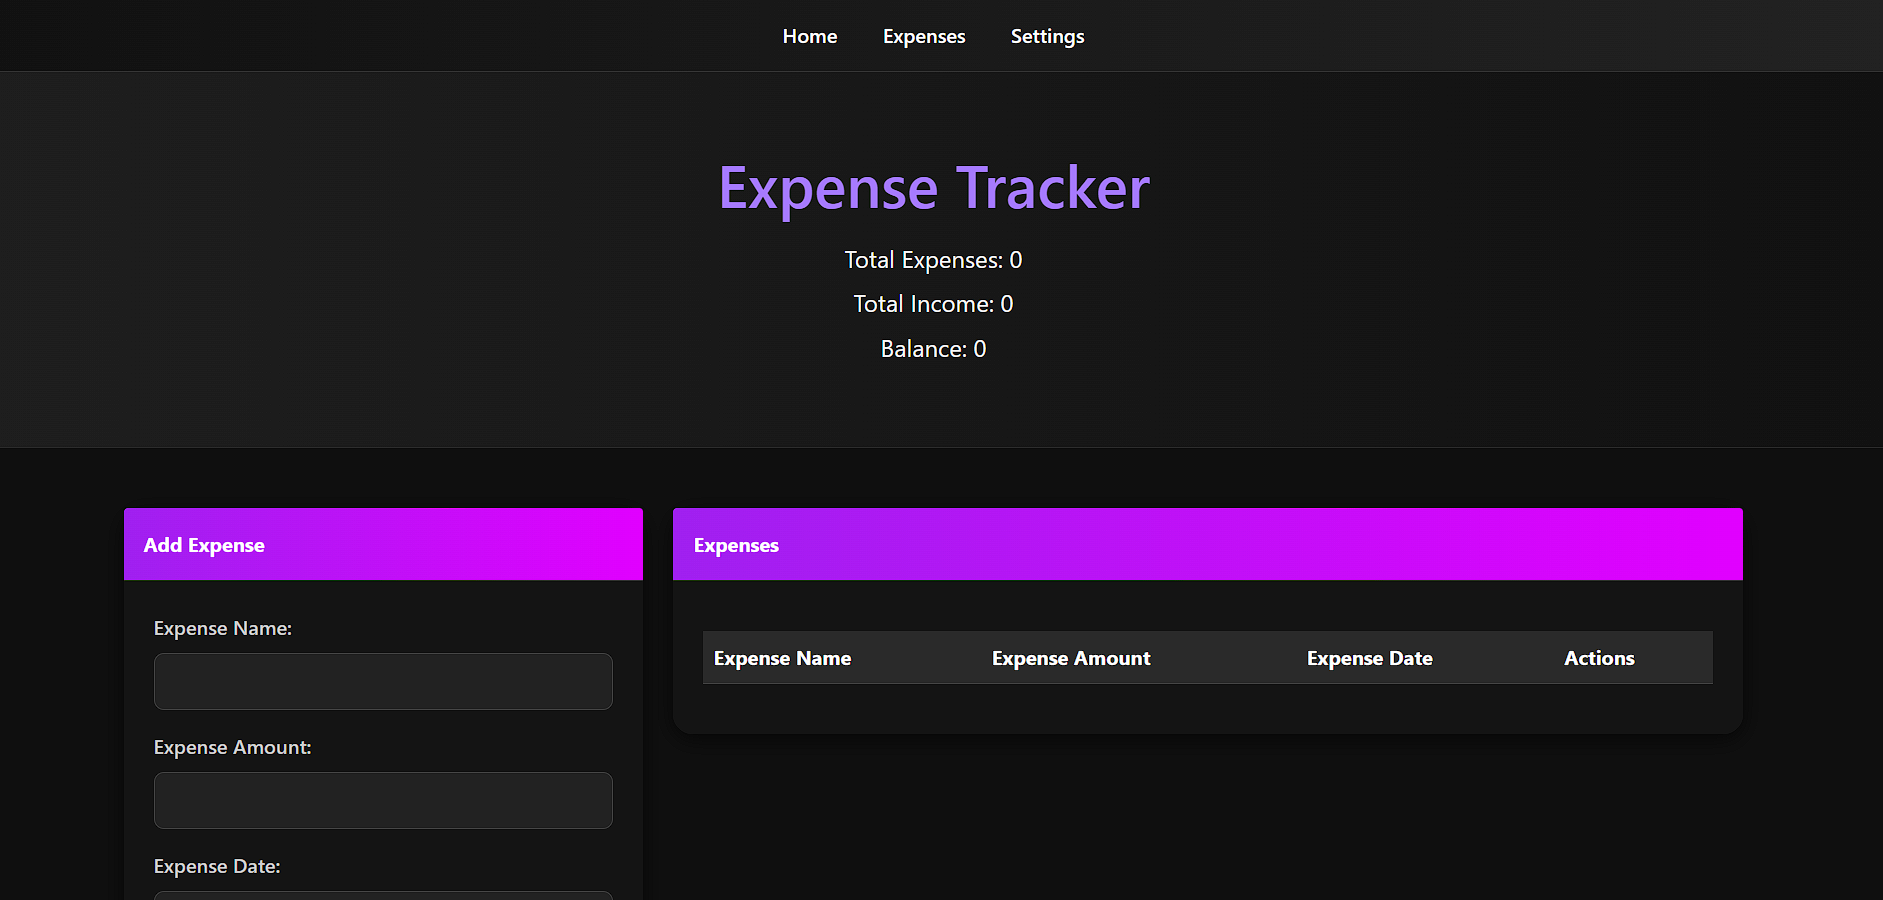 Home Expenses Settings
Expense Tracker
Total Expenses: 0
Total Income: 0
Balance: 0
Add Expense
Expense Name:
Expense Amount:
Expense Date:
Expenses
Expense Name Expense Amount Expense Date Actions